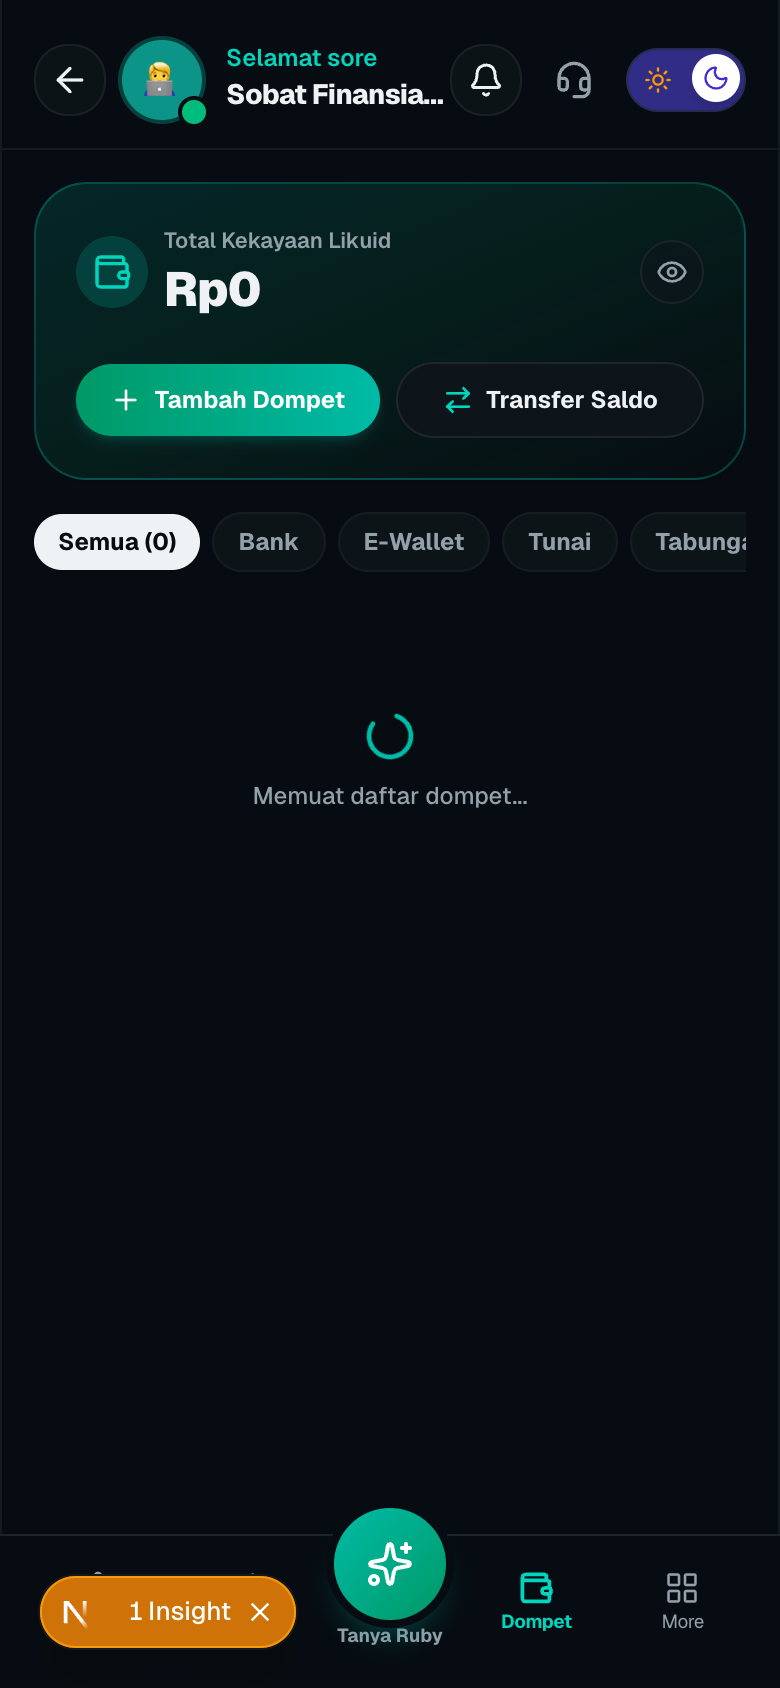 Selamat sore
Sobat Finansia...
Total Kekayaan Likuid
Rp0
Tambah Dompet
Transfer Saldo
Semua (0)
Bank
E-Wallet
Tunai
Tabunga
Memuat daftar dompet...
N
1 Insight
Tanya Ruby
Dompet
More